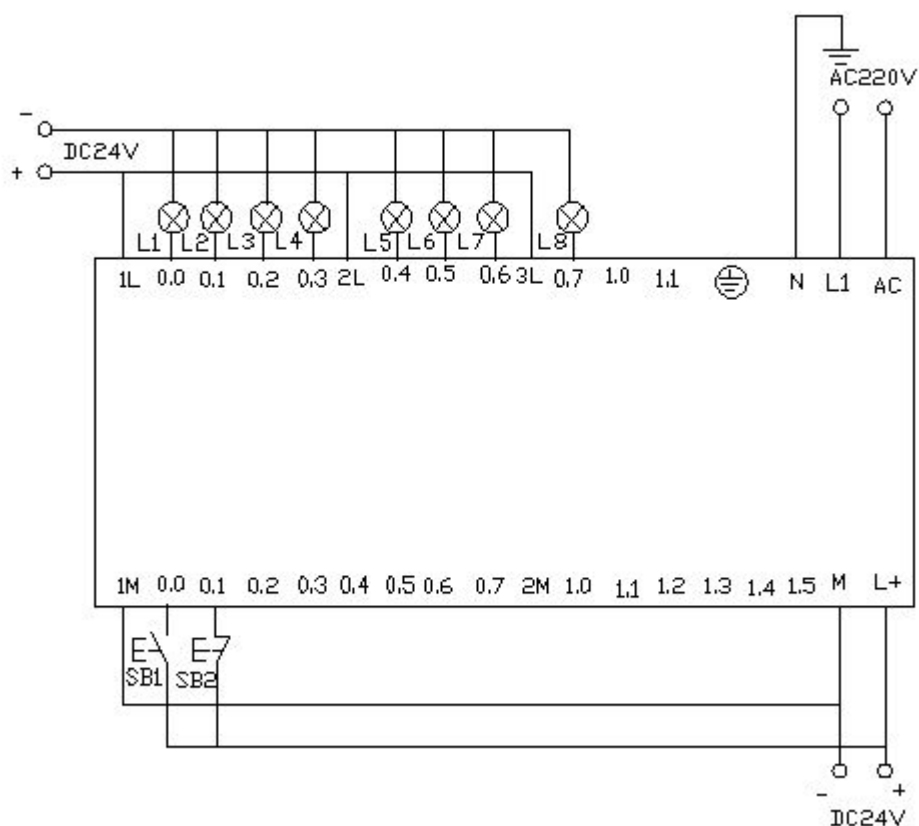 AC220V
-
DC24V
+
L1 L2 L3 L4 L5 L6 L7 L8
1L 0.0 0.1 0.2 0.3 2L 0.4 0.5 0.6 3L 0.7 1.0 1.1 N L1 AC
1M 0.0 0.1 0.2 0.3 0.4 0.5 0.6 0.7 2M 1.0 1.1 1.2 1.3 1.4 1.5 M L+
SB1 SB2
- +
DC24V